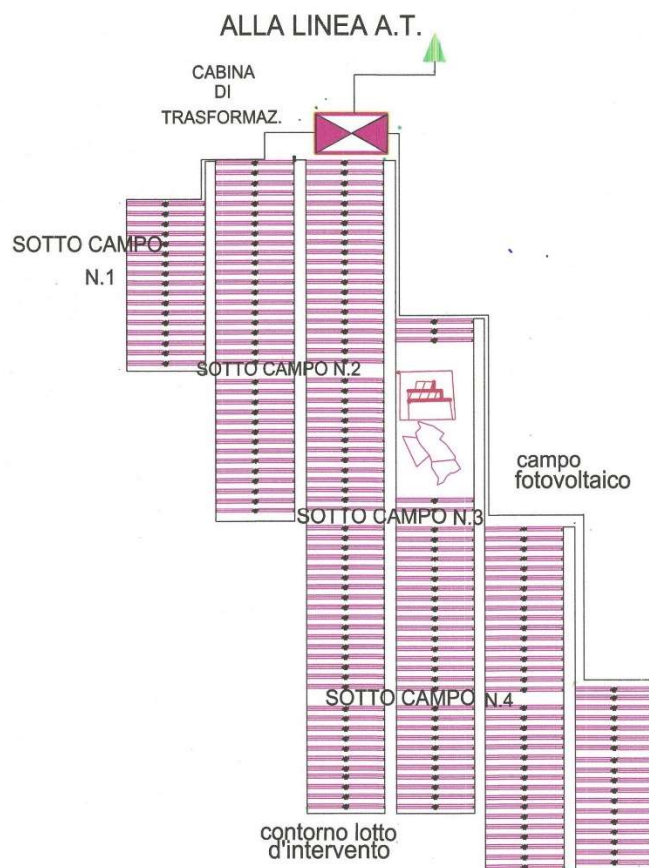 ALLA LINEA A.T.
CABINA
DI
TRASFORMAZ.
SOTTO CAMPO
N.1
SOTTO CAMPO N.2
campo
fotovoltaico
SOTTO CAMPO N.3
SOTTO CAMPO N.4
contorno lotto
d'intervento